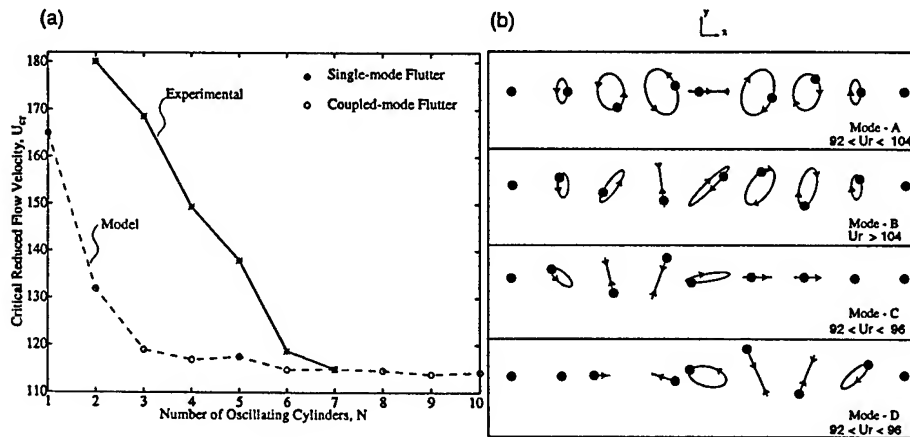 (a)
180
170
160
150
140
130
120
110
1 2 3 4 5 6 7 8 9 10
Critical Reduced Flow Velocity, U_cr
Number of Oscillating Cylinders, N
Experimental
Model
Single-mode Flutter
Coupled-mode Flutter
(b)
y
x
Mode - A
92 < Ur < 104
Mode - B
Ur > 104
Mode - C
92 < Ur < 96
Mode - D
92 < Ur < 96